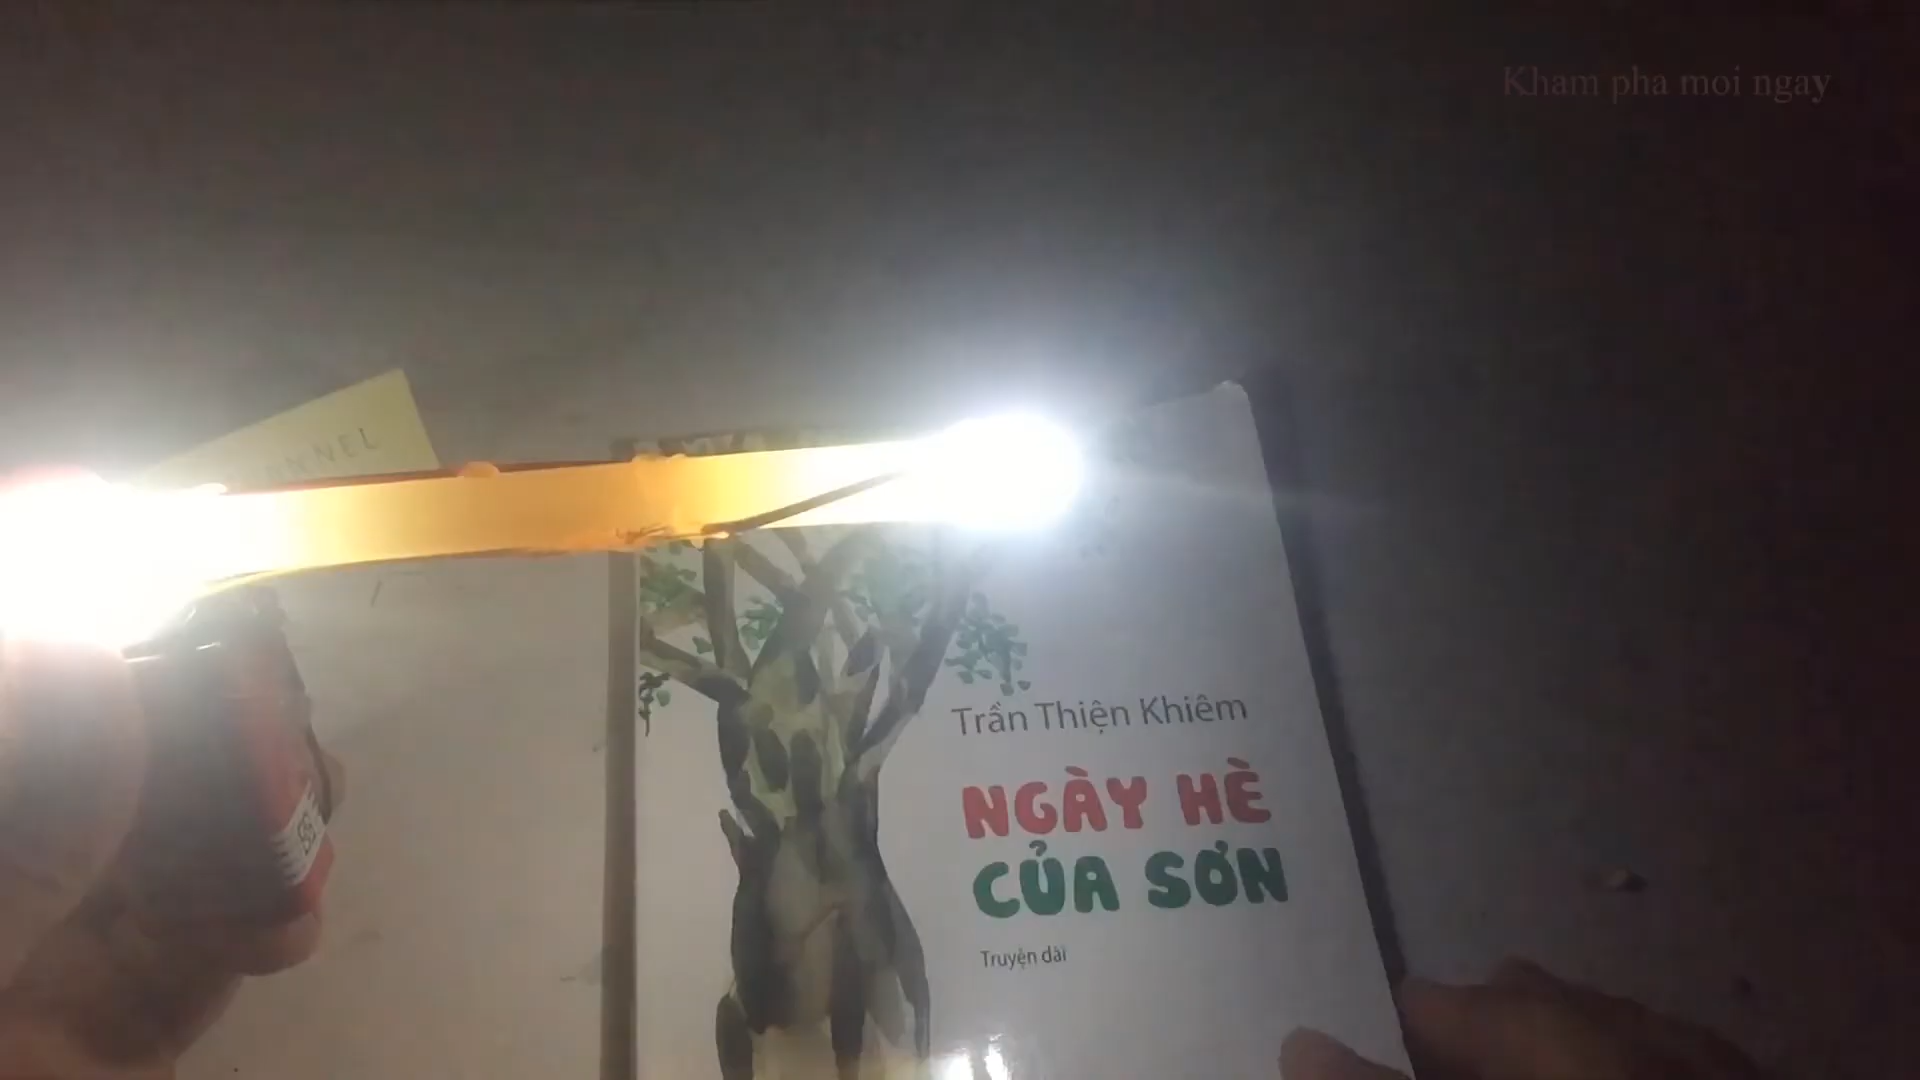 Kham pha moi ngay
Trần Thiện Khiêm
NGÀY HÈ
CỦA SƠN
Truyện dài